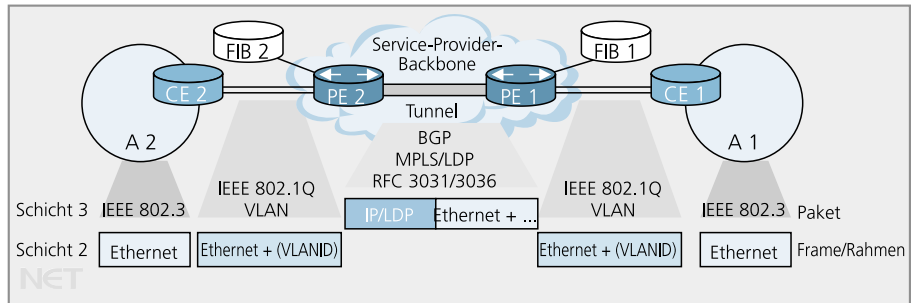 FIB 2
Service-Provider-
Backbone
FIB 1
CE 2
PE 2
PE 1
CE 1
Tunnel
A 2
A 1
BGP
MPLS/LDP
RFC 3031/3036
IEEE 802.1Q
VLAN
IEEE 802.1Q
VLAN
Schicht 3
IEEE 802.3
IP/LDP
Ethernet + ...
IEEE 802.3
Paket
Schicht 2
Ethernet
Ethernet + (VLANID)
Ethernet + (VLANID)
Ethernet
Frame/Rahmen
NET